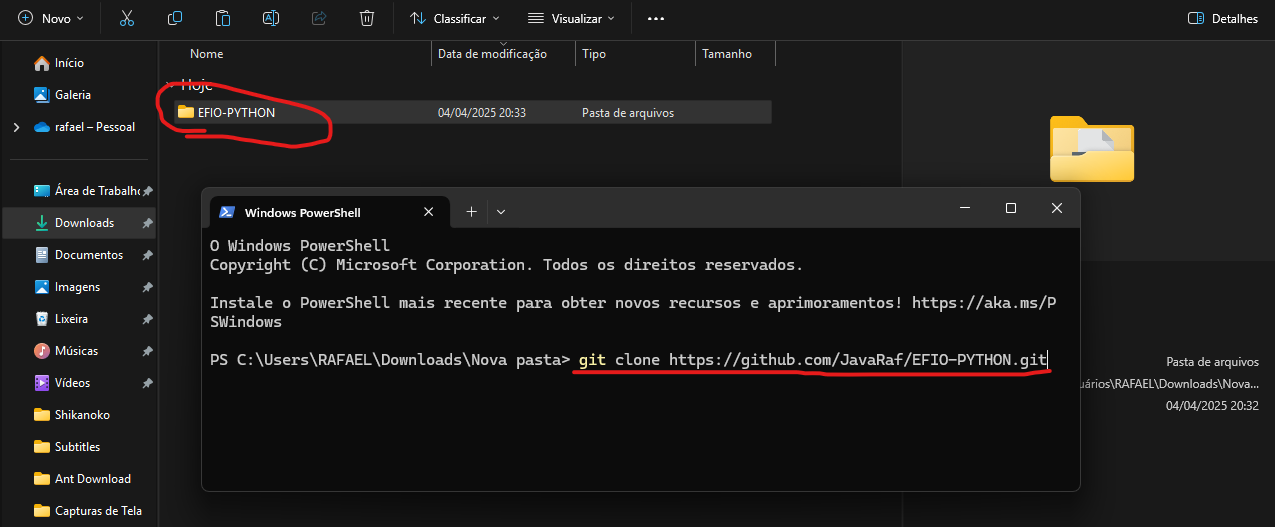 Novo
Classificar
Visualizar
Detalhes
Início
Galeria
rafael – Pessoal
Área de Trabalho
Downloads
Documentos
Imagens
Lixeira
Músicas
Vídeos
Shikanoko
Subtitles
Ant Download
Capturas de Tela
Nome Data de modificação Tipo Tamanho
Hoje
EFIO-PYTHON 04/04/2025 20:33 Pasta de arquivos
Windows PowerShell
O Windows PowerShell
Copyright (C) Microsoft Corporation. Todos os direitos reservados.
Instale o PowerShell mais recente para obter novos recursos e aprimoramentos! https://aka.ms/P
SWindows
PS C:\Users\RAFAEL\Downloads\Nova pasta> git clone https://github.com/JavaRaf/EFIO-PYTHON.git
Pasta de arquivos
uários\RAFAEL\Downloads\Nova...
04/04/2025 20:32